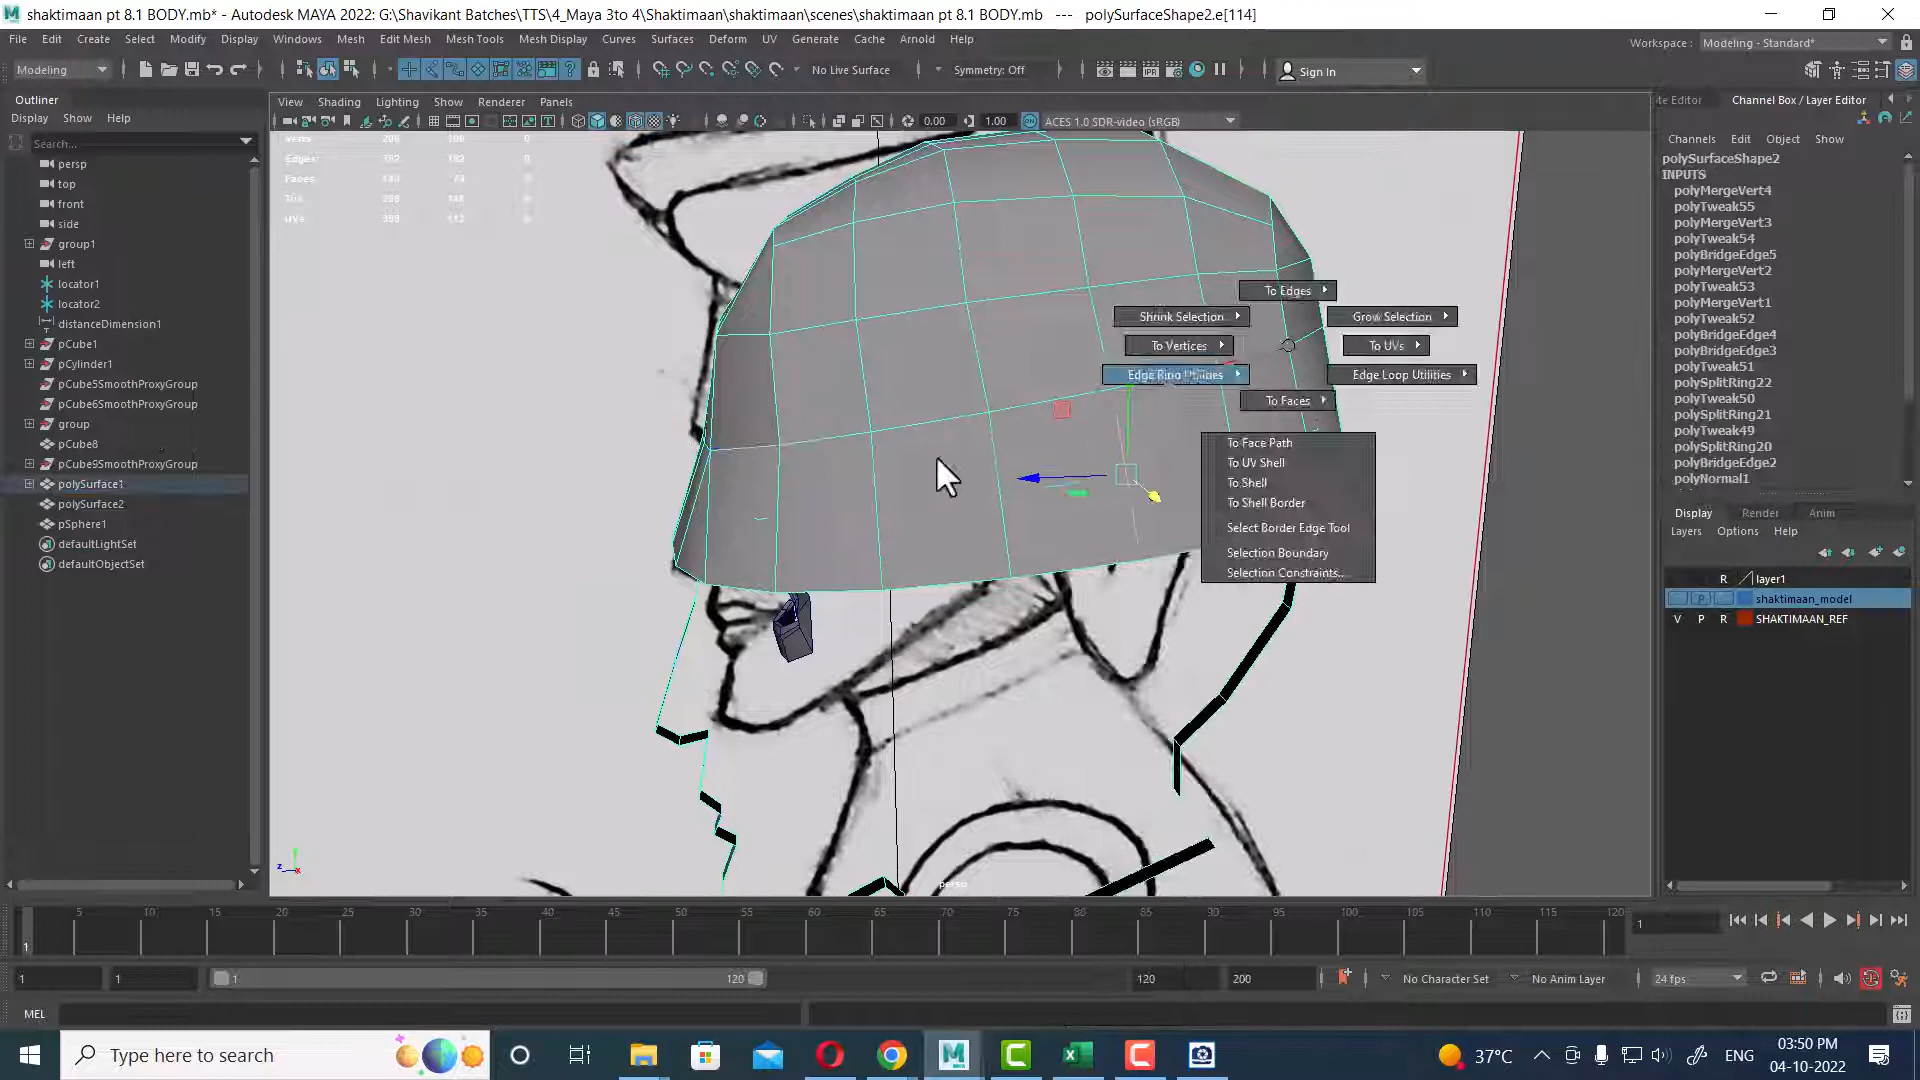 shaktimaan pt 8.1 BODY.mb* - Autodesk MAYA 2022: G:\Shavikant Batches\TTS\4_Maya 3to 4\Shaktimaan\shaktimaan\scenes\shaktimaan pt 8.1 BODY.mb --- polySurfaceShape2.e[114]
File Edit Create Select Modify Display Windows Mesh Edit Mesh Mesh Tools Mesh Display Curves Surfaces Deform UV Generate Cache Arnold Help
Workspace : Modeling - Standard*
Modeling No Live Surface Symmetry: Off Sign In
Outliner
Display Show Help
Search...
persp
top
front
side
group1
left
locator1
locator2
distanceDimension1
pCube1
pCylinder1
pCube5SmoothProxyGroup
pCube6SmoothProxyGroup
group
pCube8
pCube9SmoothProxyGroup
polySurface1
polySurface2
pSphere1
defaultLightSet
defaultObjectSet
View Shading Lighting Show Renderer Panels
0.00 1.00 ACES 1.0 SDR-video (sRGB)
Edges:
Faces:
UVs:
To Edges
Shrink Selection Grow Selection
To Vertices To UVs
Edge Ring Utilities Edge Loop Utilities
To Faces
To Face Path
To UV Shell
To Shell
To Shell Border
Select Border Edge Tool
Selection Boundary
Selection Constraints...
z x
persp
Channel Box / Layer Editor
Channels Edit Object Show
polySurfaceShape2
INPUTS
polyMergeVert4
polyTweak55
polyMergeVert3
polyTweak54
polyBridgeEdge5
polyMergeVert2
polyTweak53
polyMergeVert1
polyTweak52
polyBridgeEdge4
polyBridgeEdge3
polyTweak51
polySplitRing22
polyTweak50
polySplitRing21
polyTweak49
polySplitRing20
polyBridgeEdge2
polyNormal1
Display Render Anim
Layers Options Help
R layer1
P shaktimaan_model
V P R SHAKTIMAAN_REF
5 10 15 20 25 30 35 40 45 50 55 60 65 70 75 80 85 90 95 100 105 110 115 120
1 1
1 1 1 120 120 200 No Character Set No Anim Layer 24 fps
MEL
Type here to search
37°C ENG 03:50 PM
04-10-2022